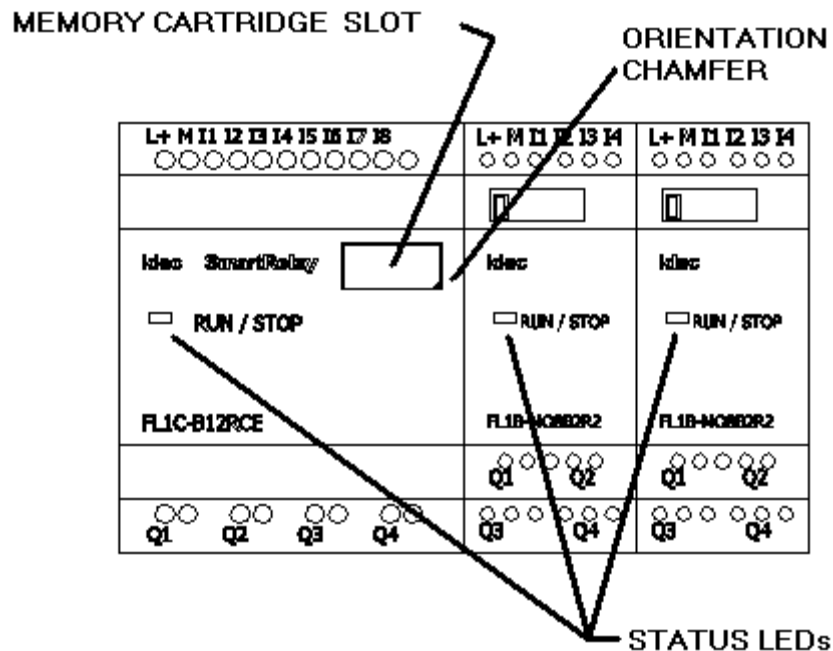 MEMORY CARTRIDGE SLOT
ORIENTATION
CHAMFER
L+ M I1 I2 I3 I4 I5 I6 I7 I8
L+ M I1 I2 I3 I4
L+ M I1 I2 I3 I4
idec SmartRelay
idec
idec
RUN / STOP
RUN / STOP
RUN / STOP
FL1C-B12RCE
Q1 Q2
Q1 Q2
Q1 Q2 Q3 Q4
Q3 Q4
Q3 Q4
STATUS LEDs